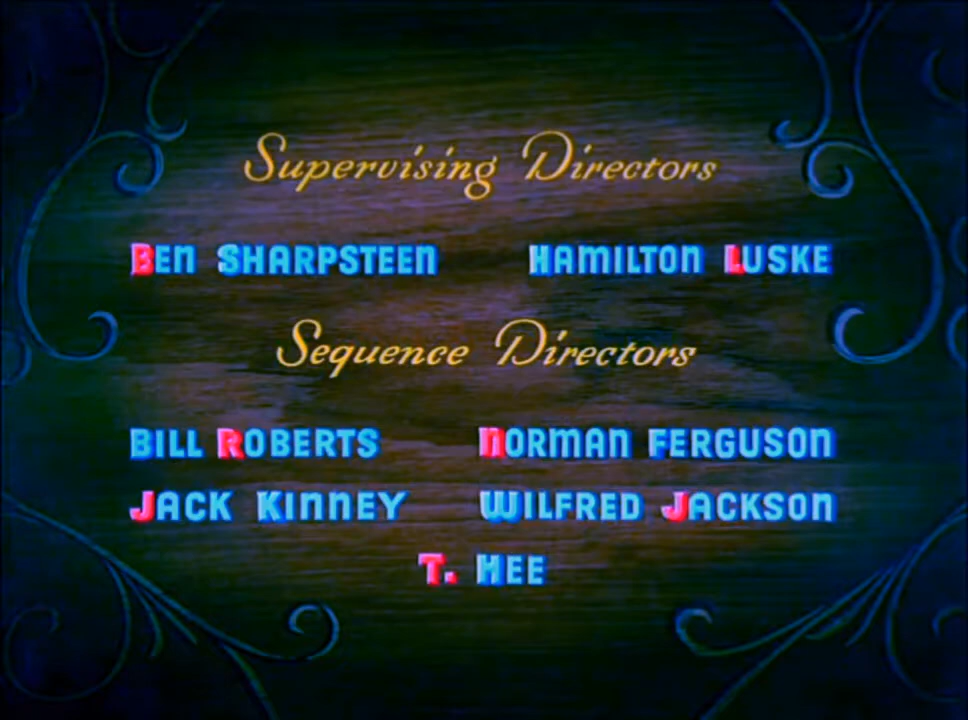 Supervising Directors
BEN SHARPSTEEN HAMILTON LUSKE
Sequence Directors
BILL ROBERTS NORMAN FERGUSON
JACK KINNEY WILFRED JACKSON
T. HEE